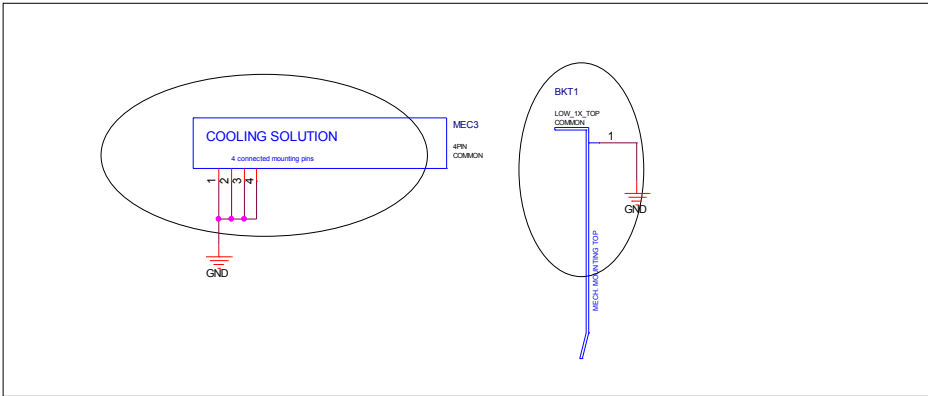 COOLING SOLUTION
4 connected mounting pins
MEC3
4PIN
COMMON
1
2
3
4
GND
BKT1
LOW_1X_TOP
COMMON
1
GND
MECH. MOUNTING TOP